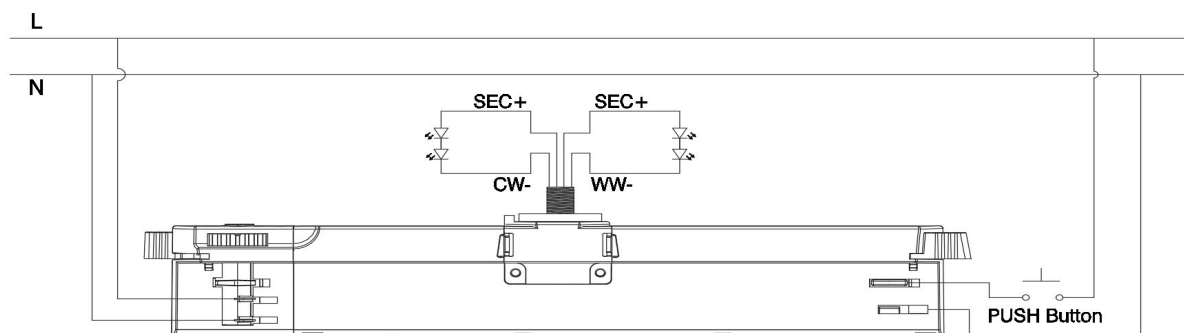 L
N
SEC+ SEC+
CW- WW-
PUSH Button